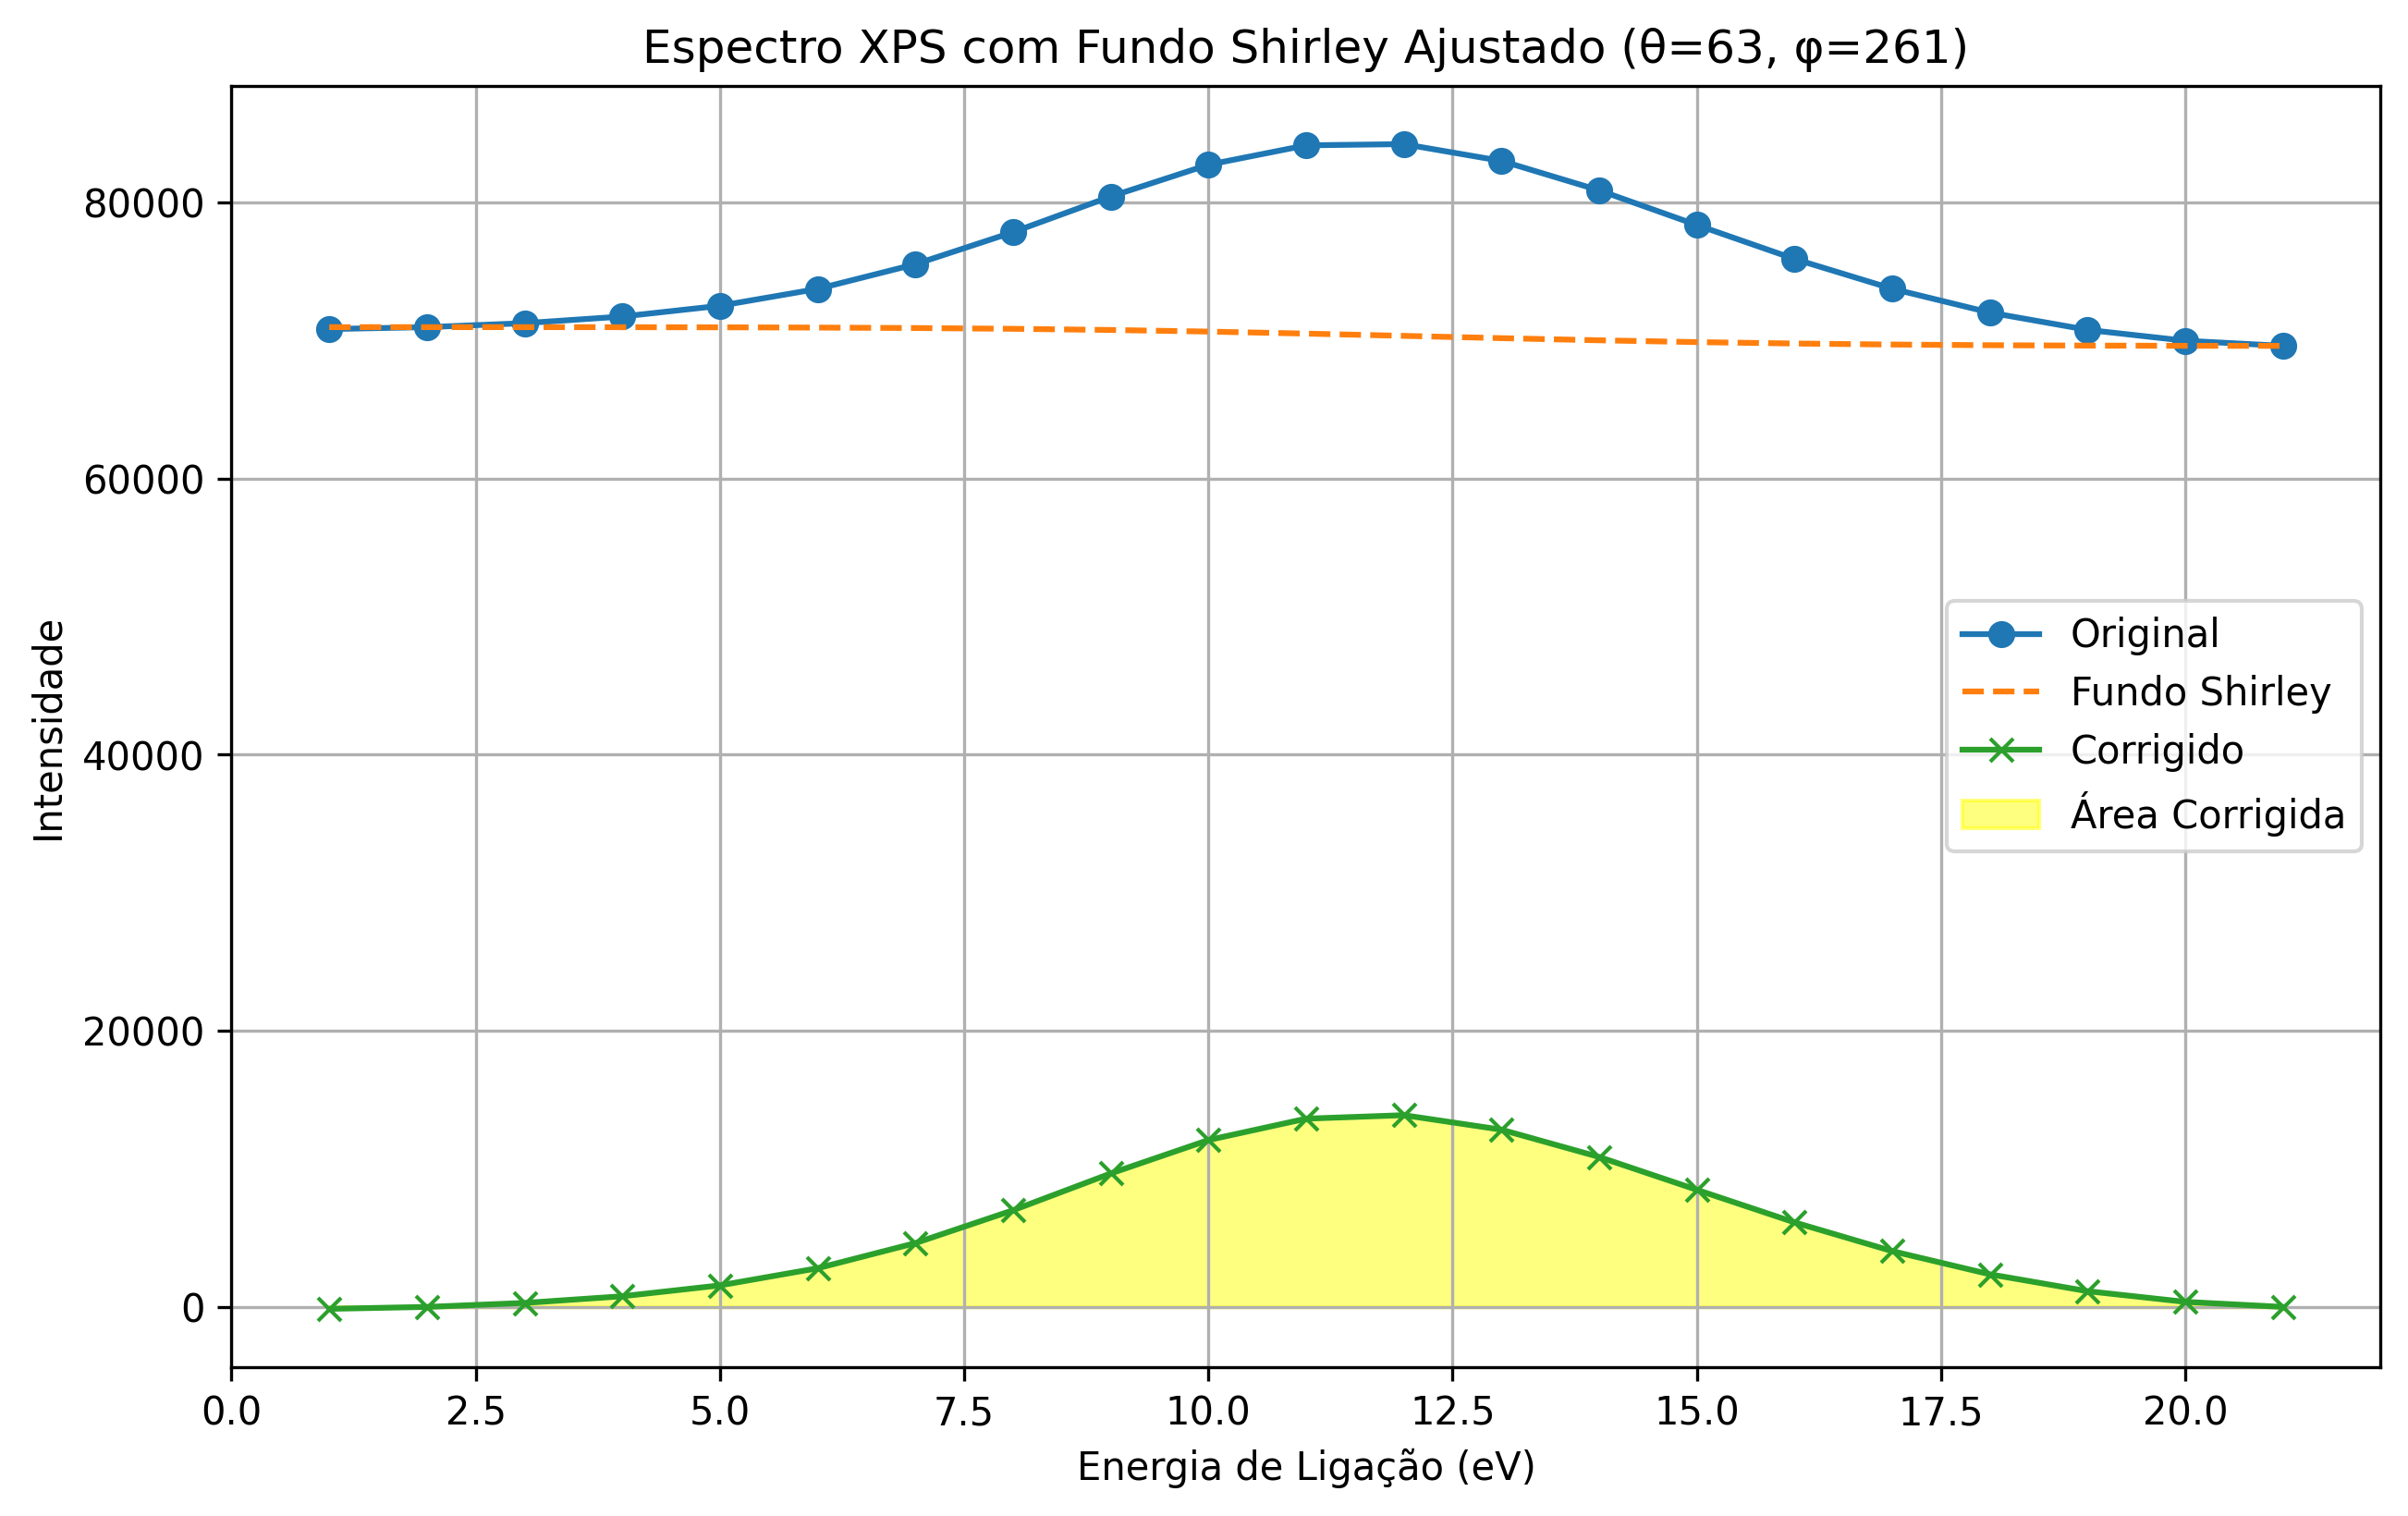 Espectro XPS com Fundo Shirley Ajustado (θ=63, φ=261)
Intensidade
80000
60000
40000
20000
0
Original
Fundo Shirley
Corrigido
Área Corrigida
0.0 2.5 5.0 7.5 10.0 12.5 15.0 17.5 20.0
Energia de Ligação (eV)